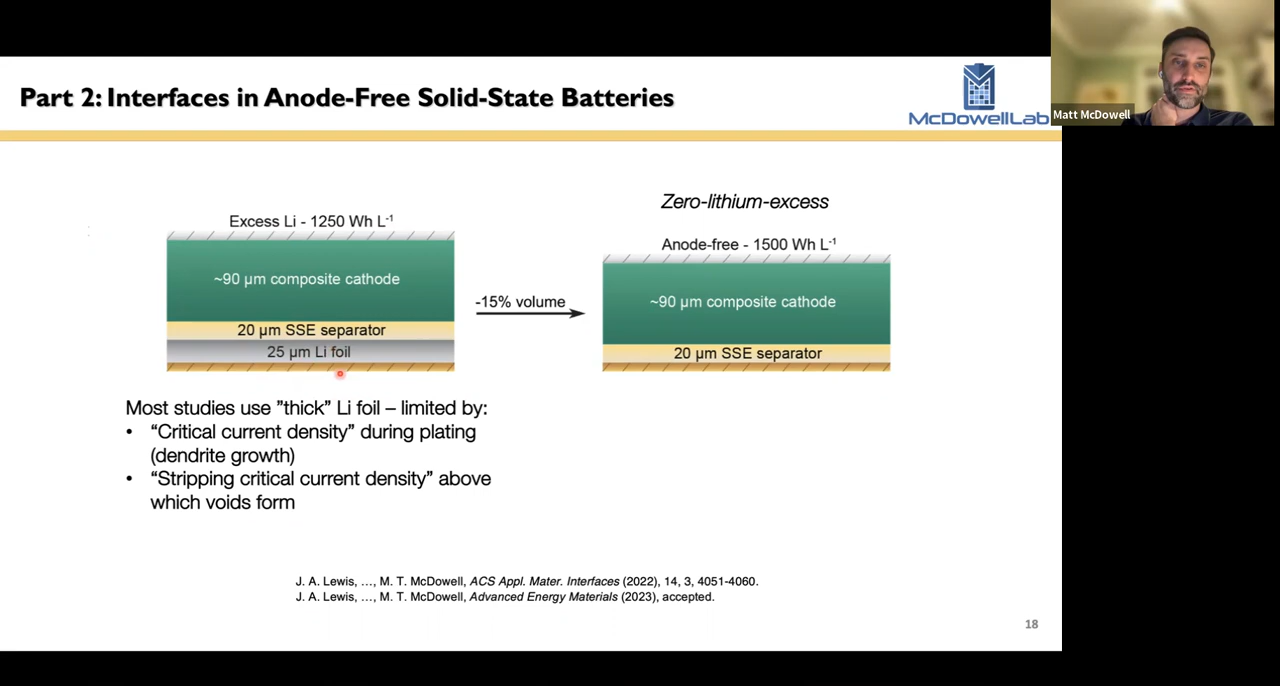 Part 2: Interfaces in Anode-Free Solid-State Batteries
McDowellLab
Matt McDowell
Zero-lithium-excess
Excess Li - 1250 Wh L⁻¹
~90 µm composite cathode
20 µm SSE separator
25 µm Li foil
-15% volume
Anode-free - 1500 Wh L⁻¹
~90 µm composite cathode
20 µm SSE separator
Most studies use ”thick” Li foil – limited by:
• “Critical current density” during plating
(dendrite growth)
• “Stripping critical current density” above
which voids form
J. A. Lewis, …, M. T. McDowell, ACS Appl. Mater. Interfaces (2022), 14, 3, 4051-4060.
J. A. Lewis, …, M. T. McDowell, Advanced Energy Materials (2023), accepted.
18